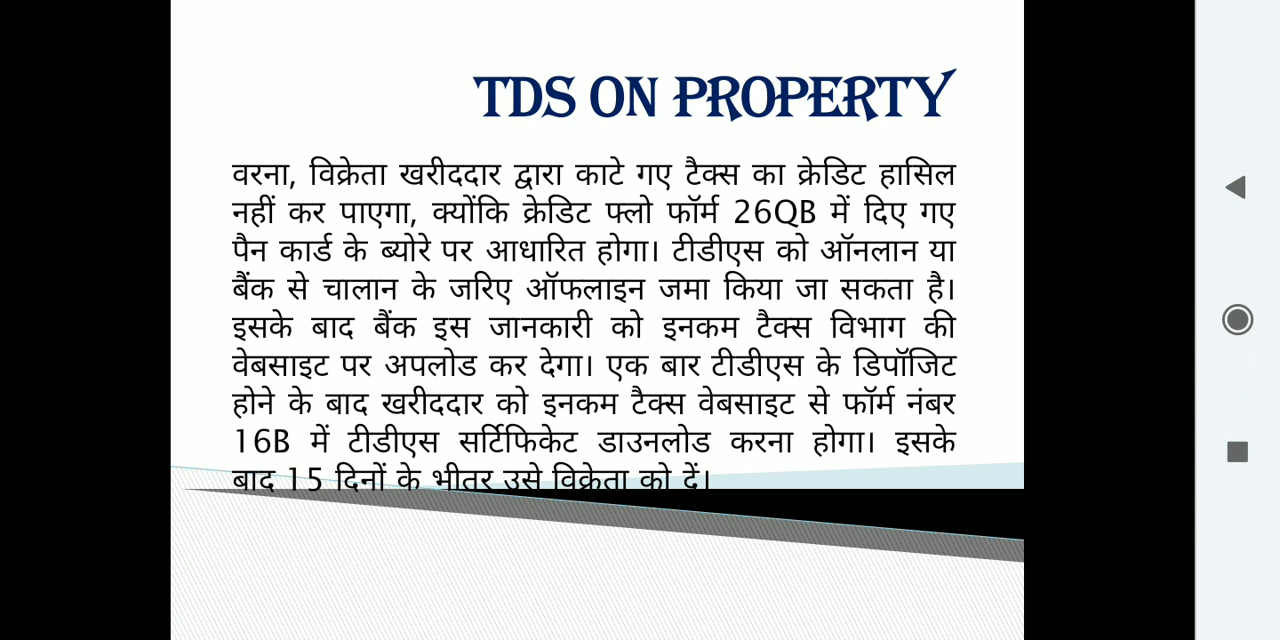 TDS ON PROPERTY
वरना, विक्रेता खरीददार द्वारा काटे गए टैक्स का क्रेडिट हासिल
नहीं कर पाएगा, क्योंकि क्रेडिट फ्लो फॉर्म 26QB में दिए गए
पैन कार्ड के ब्योरे पर आधारित होगा। टीडीएस को ऑनलान या
बैंक से चालान के जरिए ऑफलाइन जमा किया जा सकता है।
इसके बाद बैंक इस जानकारी को इनकम टैक्स विभाग की
वेबसाइट पर अपलोड कर देगा। एक बार टीडीएस के डिपॉजिट
होने के बाद खरीददार को इनकम टैक्स वेबसाइट से फॉर्म नंबर
16B में टीडीएस सर्टिफिकेट डाउनलोड करना होगा। इसके
बाद 15 दिनों के भीतर उसे विक्रेता को दें।